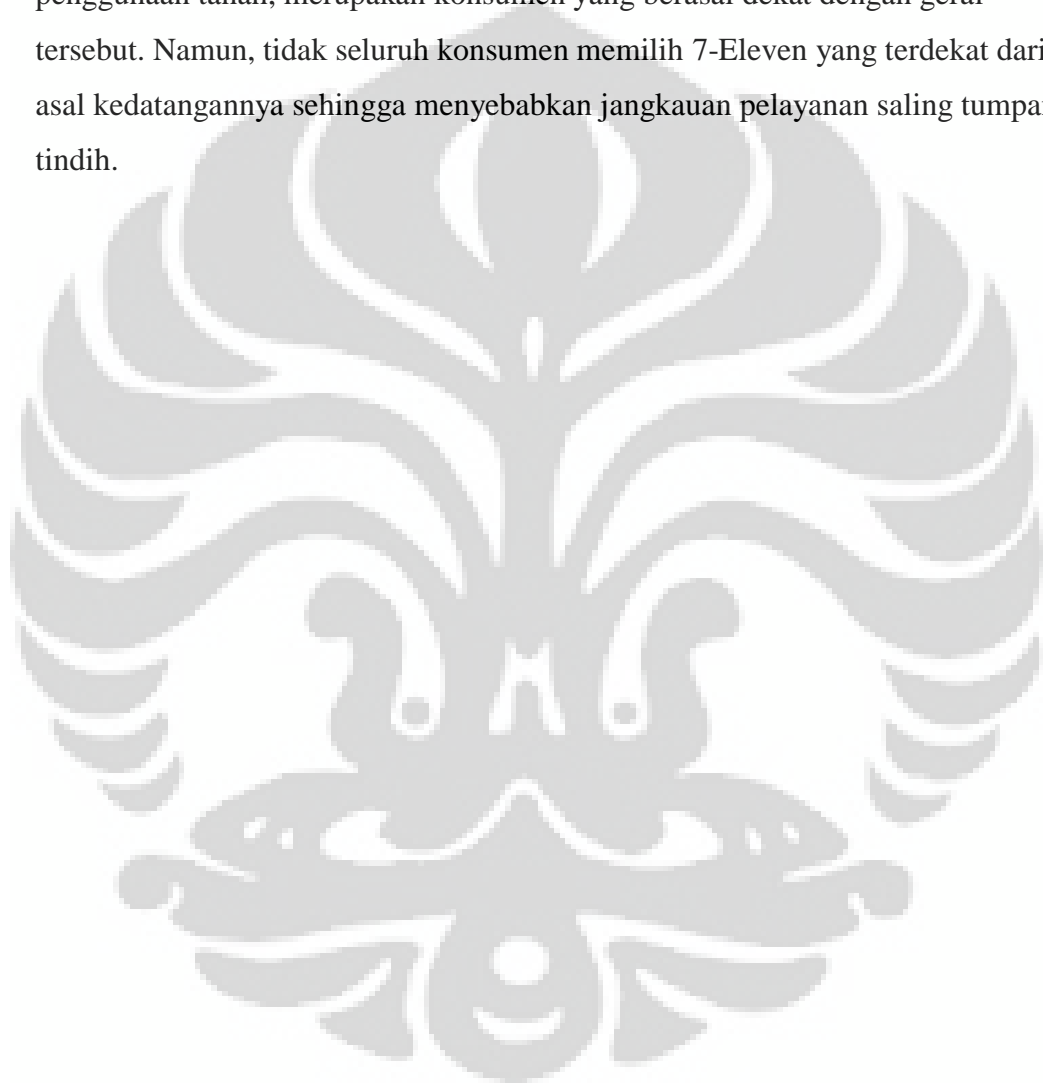 penggunaan tanah, merupakan konsumen yang berasal dekat dengan gerai
tersebut. Namun, tidak seluruh konsumen memilih 7-Eleven yang terdekat dari
asal kedatangannya sehingga menyebabkan jangkauan pelayanan saling tumpan
tindih.